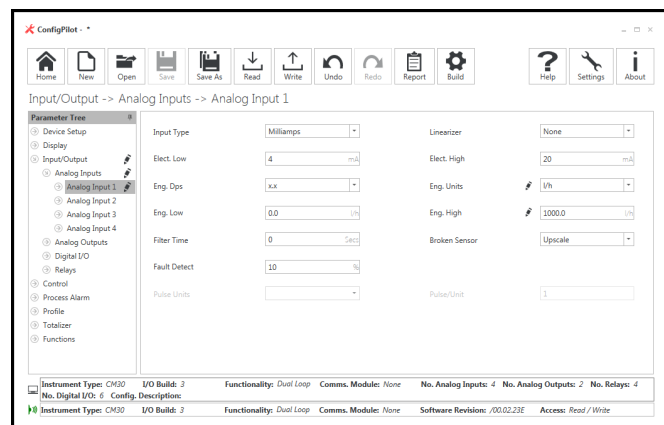 ConfigPilot - *
Home New Open Save Save As Read Write Undo Redo Report Build Help Settings About
Input/Output -> Analog Inputs -> Analog Input 1
Parameter Tree
Device Setup
Display
Input/Output
Analog Inputs
Analog Input 1
Analog Input 2
Analog Input 3
Analog Input 4
Analog Outputs
Digital I/O
Relays
Control
Process Alarm
Profile
Totalizer
Functions
Input Type Milliamps Linearizer None
Elect. Low 4 mA Elect. High 20 mA
Eng. Dps x.x Eng. Units l/h
Eng. Low 0.0 l/h Eng. High 1000.0 l/h
Filter Time 0 Secs Broken Sensor Upscale
Fault Detect 10 %
Pulse Units Pulse/Unit 1
Instrument Type: CM30 I/O Build: 3 Functionality: Dual Loop Comms. Module: None No. Analog Inputs: 4 No. Analog Outputs: 2 No. Relays: 4
No. Digital I/O: 6 Config. Description:
Instrument Type: CM30 I/O Build: 3 Functionality: Dual Loop Comms. Module: None Software Revision: /00.02.23E Access: Read / Write